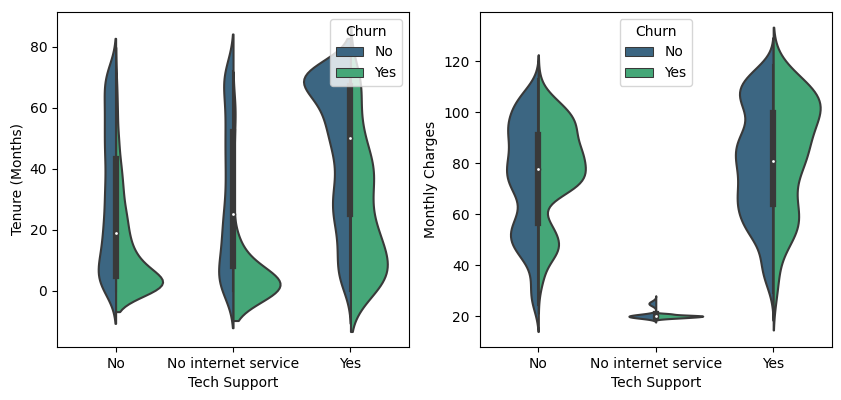 Churn
No
Yes
80
60
40
20
0
Tenure (Months)
No
No internet service
Yes
Tech Support
Churn
No
Yes
120
100
80
60
40
20
Monthly Charges
No
No internet service
Yes
Tech Support